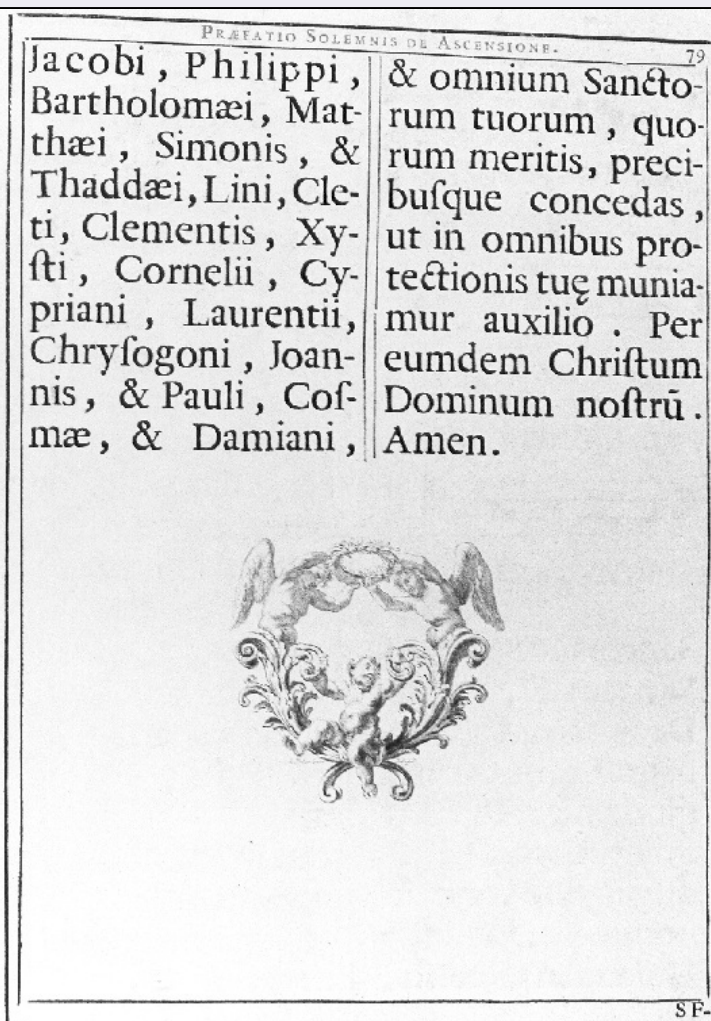 PRÆFATIO SOLEMNIS DE ASCENSIONE. 79
Jacobi , Philippi ,
Bartholomæi , Mat-
thæi , Simonis , &
Thaddæi, Lini, Cle-
ti, Clementis , Xy-
ſti , Cornelii , Cy-
priani , Laurentii,
Chryſogoni , Joan-
nis , & Pauli , Coſ-
mæ , & Damiani ,
& omnium Sancto-
rum tuorum , quo-
rum meritis, preci-
buſque concedas ,
ut in omnibus pro-
tectionis tuę munia-
mur auxilio . Per
eumdem Chriſtum
Dominum noſtrū .
Amen.
SF-